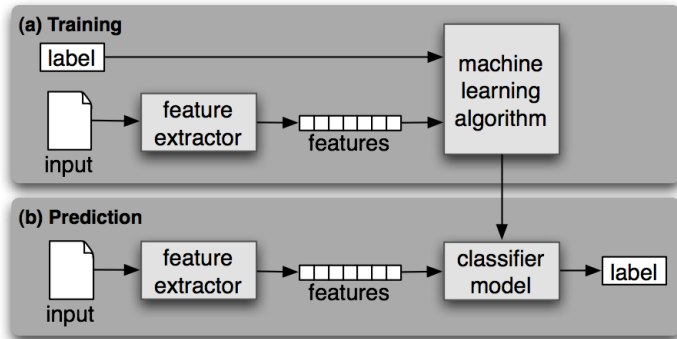 (a) Training
label
machine
learning
algorithm
feature
extractor
features
input
(b) Prediction
feature
extractor
features
classifier
model
label
input